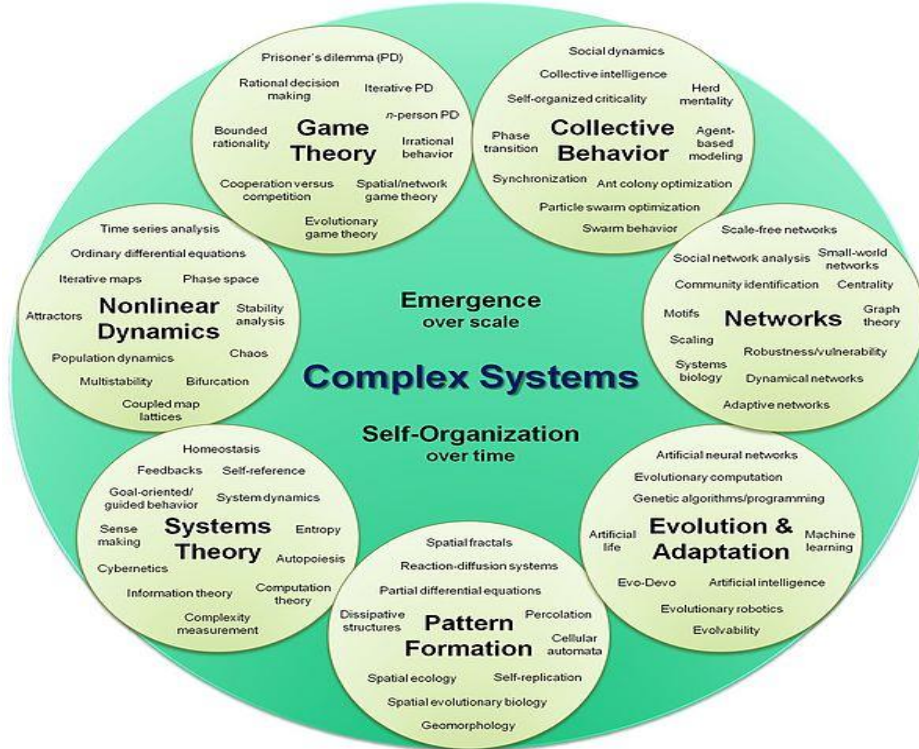 Prisoner's dilemma (PD)
Rational decision
making
Iterative PD
n-person PD
Bounded
rationality
Game
Theory
Irrational
behavior
Cooperation versus
competition
Spatial/network
game theory
Evolutionary
game theory
Social dynamics
Collective intelligence
Self-organized criticality
Herd
mentality
Phase
transition
Collective
Behavior
Agent-
based
modeling
Synchronization
Ant colony optimization
Particle swarm optimization
Swarm behavior
Time series analysis
Ordinary differential equations
Iterative maps
Phase space
Attractors
Nonlinear
Dynamics
Stability
analysis
Population dynamics
Chaos
Multistability
Bifurcation
Coupled map
lattices
Emergence
over scale
Complex Systems
Self-Organization
over time
Scale-free networks
Social network analysis
Small-world
networks
Community identification
Centrality
Motifs
Networks
Graph
theory
Scaling
Robustness/vulnerability
Systems
biology
Dynamical networks
Adaptive networks
Homeostasis
Feedbacks
Self-reference
Goal-oriented/
guided behavior
System dynamics
Sense
making
Systems
Theory
Entropy
Autopoiesis
Cybernetics
Information theory
Computation
theory
Complexity
measurement
Spatial fractals
Reaction-diffusion systems
Partial differential equations
Dissipative
structures
Pattern
Formation
Percolation
Cellular
automata
Spatial ecology
Self-replication
Spatial evolutionary biology
Geomorphology
Artificial neural networks
Evolutionary computation
Genetic algorithms/programming
Artificial
life
Evolution &
Adaptation
Machine
learning
Evo-Devo
Artificial intelligence
Evolutionary robotics
Evolvability